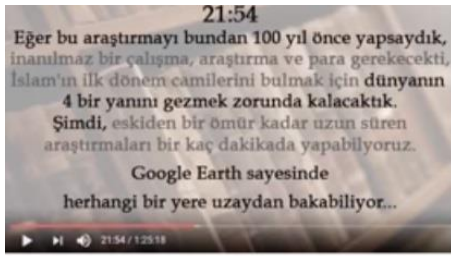 21:54
Eğer bu araştırmayı bundan 100 yıl önce yapsaydık,
inanılmaz bir çalışma, araştırma ve para gerekecekti,
İslam'ın ilk dönem camilerini bulmak için dünyanın
4 bir yanını gezmek zorunda kalacaktık.
Şimdi, eskiden bir ömür kadar uzun süren
araştırmaları bir kaç dakikada yapabiliyoruz.
Google Earth sayesinde
herhangi bir yere uzaydan bakabiliyor...
21:54 / 1:25:18